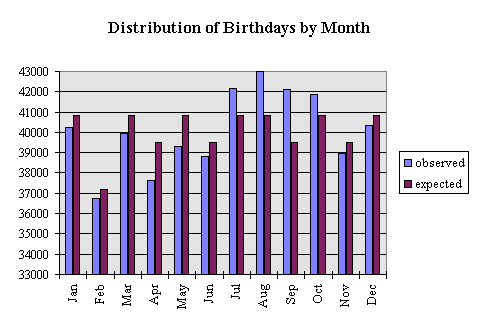 Distribution of Birthdays by Month
43000
42000
41000
40000
39000
38000
37000
36000
35000
34000
33000
observed
expected
Jan
Feb
Mar
Apr
May
Jun
Jul
Aug
Sep
Oct
Nov
Dec